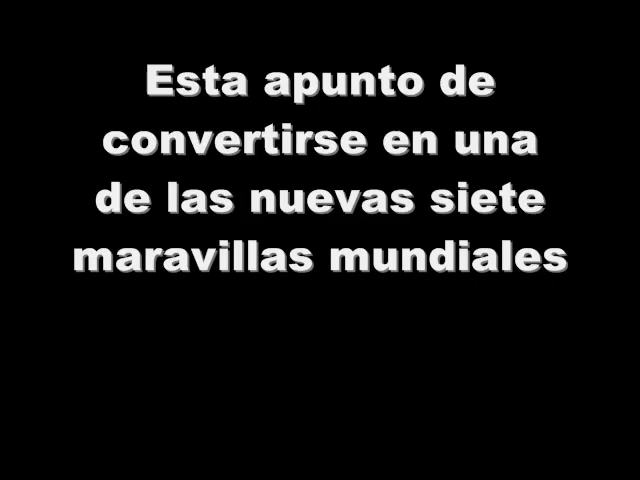 Esta apunto de
convertirse en una
de las nuevas siete
maravillas mundiales